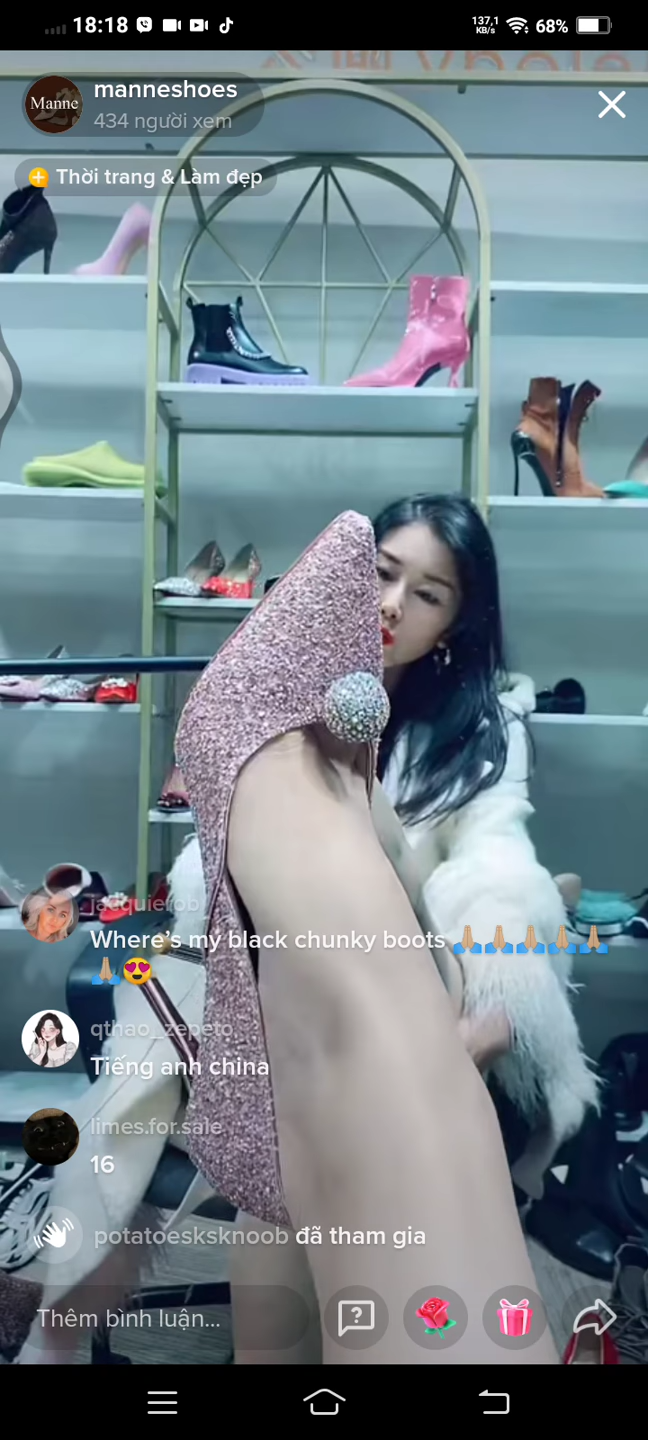 18:18
137,1
KB/s
68%
Manne
manneshoes
434 người xem
Thời trang & Làm đẹp
jacquierob
Where's my black chunky boots 🙏🏼🙏🏼🙏🏼🙏🏼🙏🏼
🙏🏼😍
qthao_zepeto
Tiếng anh china
limes.for.sale
16
potatoesksknoob đã tham gia
Thêm bình luận...